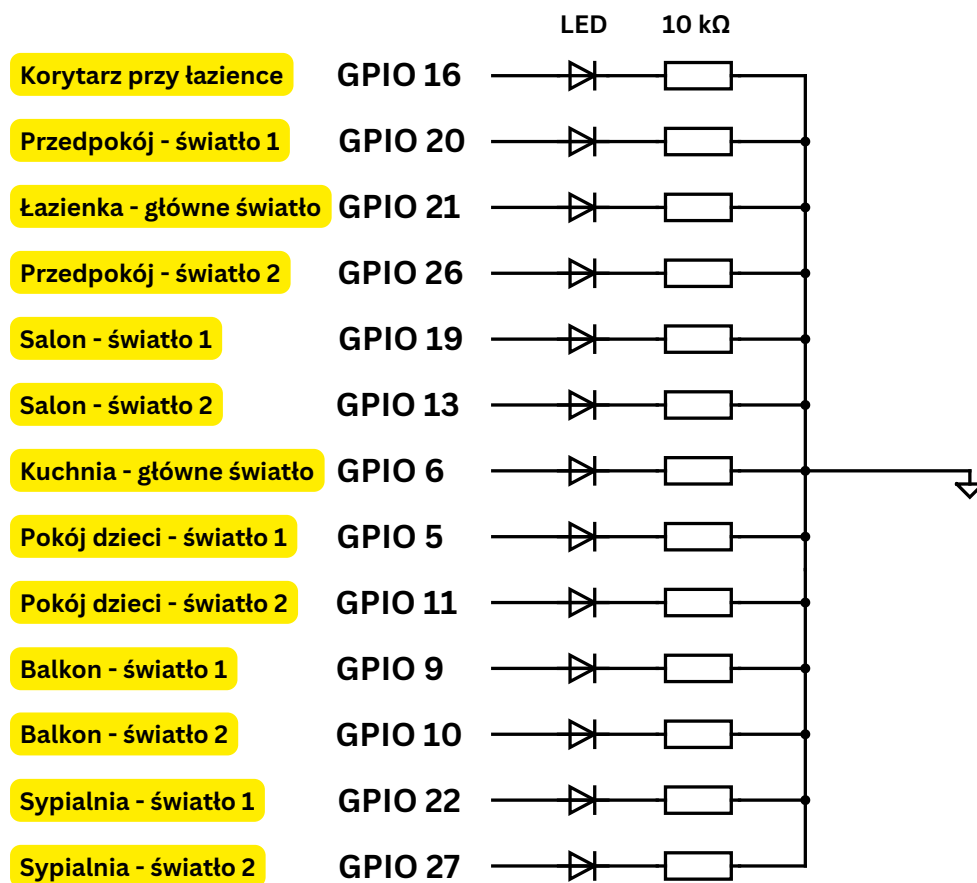 LED 10 kΩ
Korytarz przy łazience GPIO 16
Przedpokój - światło 1 GPIO 20
Łazienka - główne światło GPIO 21
Przedpokój - światło 2 GPIO 26
Salon - światło 1 GPIO 19
Salon - światło 2 GPIO 13
Kuchnia - główne światło GPIO 6
Pokój dzieci - światło 1 GPIO 5
Pokój dzieci - światło 2 GPIO 11
Balkon - światło 1 GPIO 9
Balkon - światło 2 GPIO 10
Sypialnia - światło 1 GPIO 22
Sypialnia - światło 2 GPIO 27